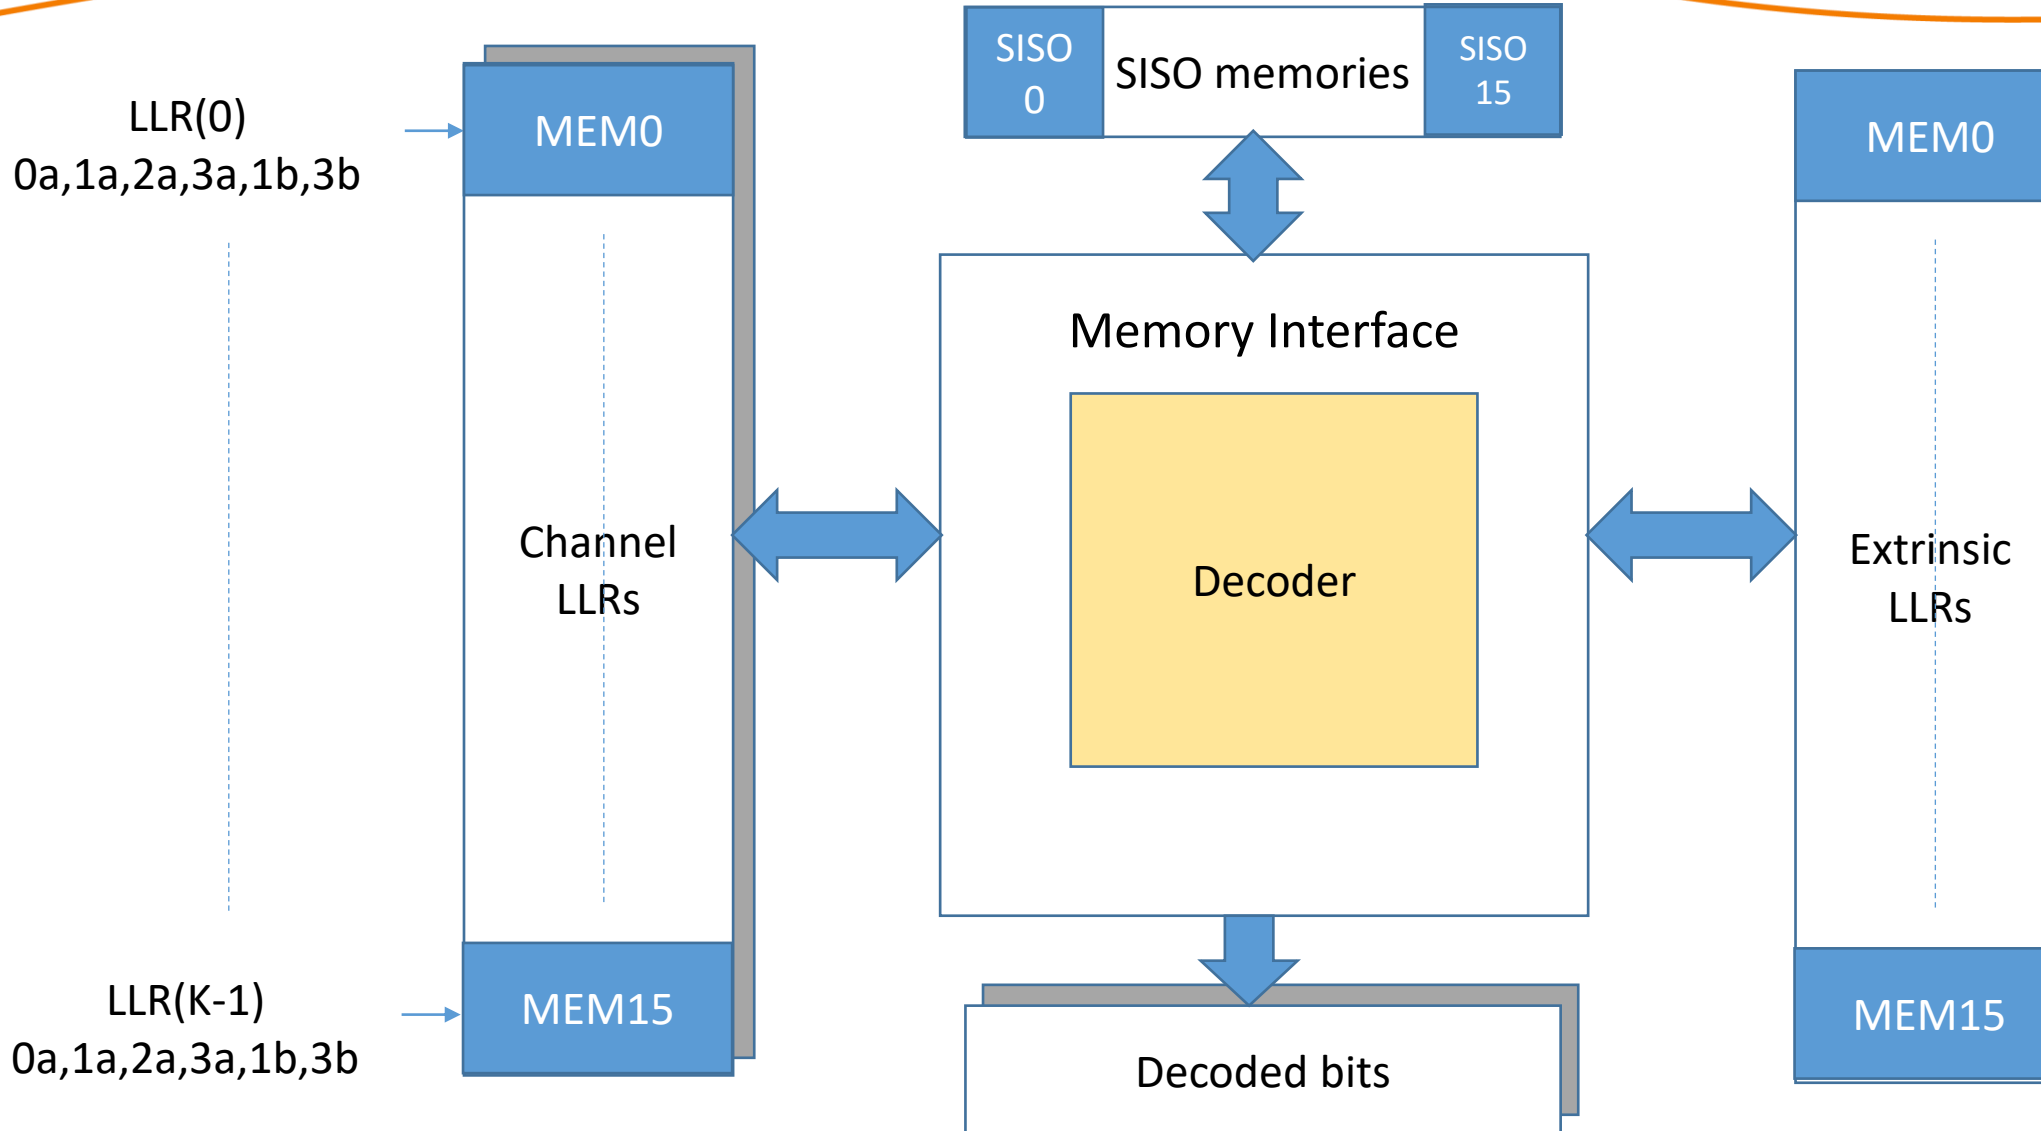 LLR(0)
0a,1a,2a,3a,1b,3b
MEM0
Channel
LLRs
LLR(K-1)
0a,1a,2a,3a,1b,3b
MEM15
SISO
0
SISO memories
SISO
15
Memory Interface
Decoder
Decoded bits
MEM0
Extrinsic
LLRs
MEM15